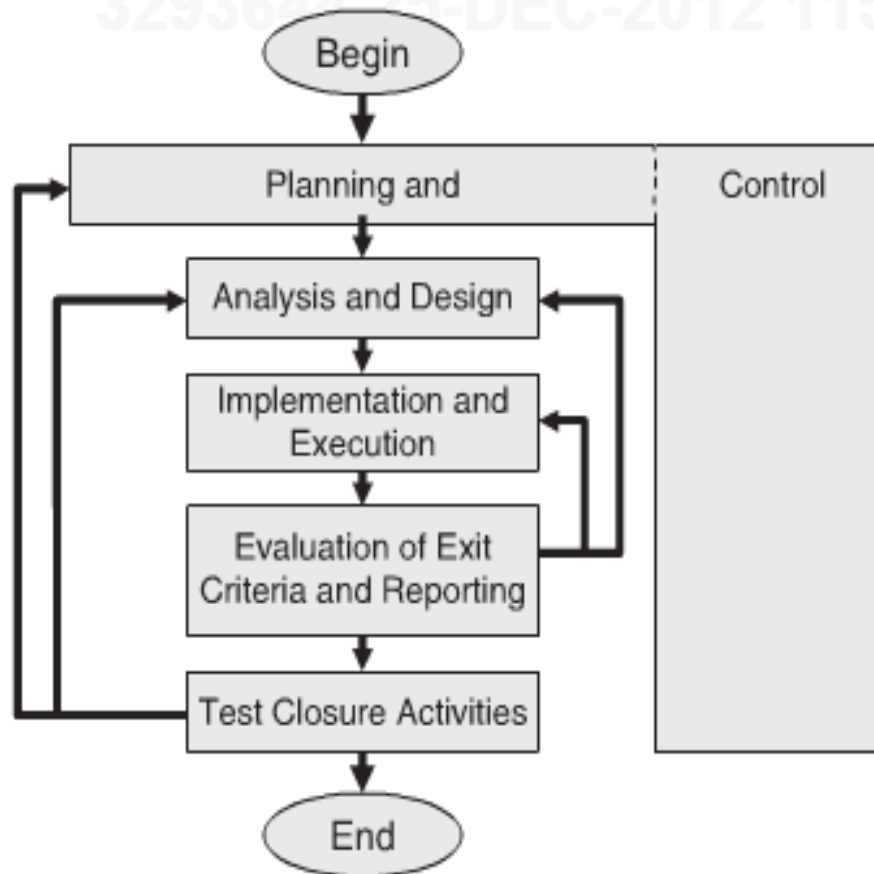 Begin
Planning and
Control
Analysis and Design
Implementation and
Execution
Evaluation of Exit
Criteria and Reporting
Test Closure Activities
End